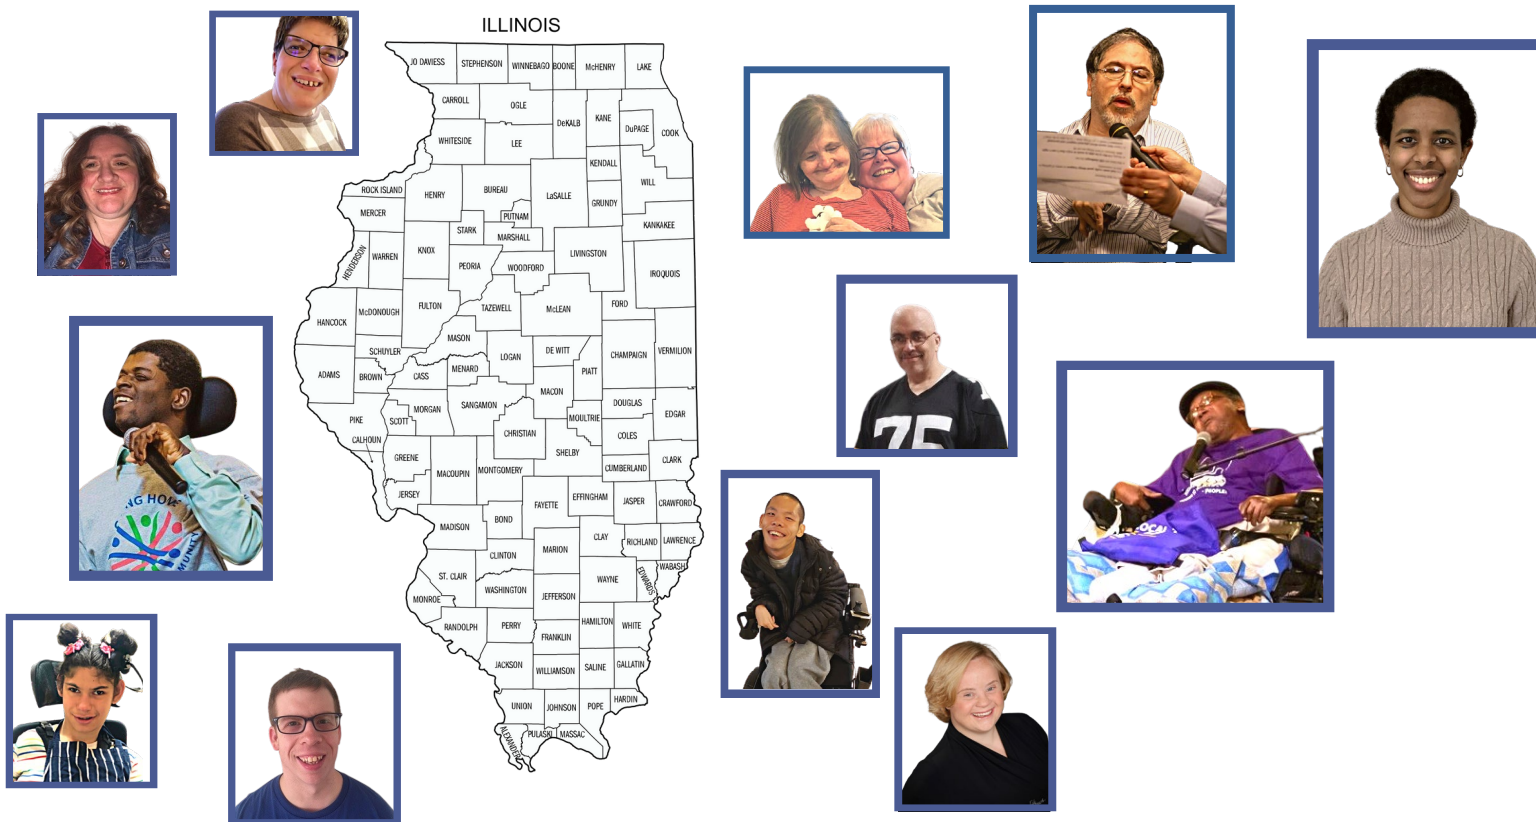 ILLINOIS
JO DAVIESS
STEPHENSON
WINNEBAGO
BOONE
McHENRY
LAKE
CARROLL
OGLE
DeKALB
KANE
DuPAGE
COOK
WHITESIDE
LEE
KENDALL
ROCK ISLAND
HENRY
BUREAU
LaSALLE
GRUNDY
WILL
MERCER
STARK
PUTNAM
MARSHALL
KANKAKEE
HENDERSON
WARREN
KNOX
PEORIA
WOODFORD
LIVINGSTON
IROQUOIS
HANCOCK
McDONOUGH
FULTON
TAZEWELL
McLEAN
FORD
SCHUYLER
MASON
LOGAN
DE WITT
CHAMPAIGN
VERMILION
ADAMS
BROWN
CASS
MENARD
MACON
PIATT
PIKE
SCOTT
MORGAN
SANGAMON
CHRISTIAN
MOULTRIE
DOUGLAS
EDGAR
COLES
CALHOUN
GREENE
MACOUPIN
MONTGOMERY
SHELBY
CUMBERLAND
CLARK
JERSEY
FAYETTE
EFFINGHAM
JASPER
CRAWFORD
MADISON
BOND
CLAY
RICHLAND
LAWRENCE
CLINTON
MARION
ST. CLAIR
WAYNE
EDWARDS
WABASH
MONROE
WASHINGTON
JEFFERSON
RANDOLPH
PERRY
FRANKLIN
HAMILTON
WHITE
JACKSON
WILLIAMSON
SALINE
GALLATIN
UNION
JOHNSON
POPE
HARDIN
ALEXANDER
PULASKI
MASSAC
NG HOM
MUNITY
75
PEOPLE
OCA